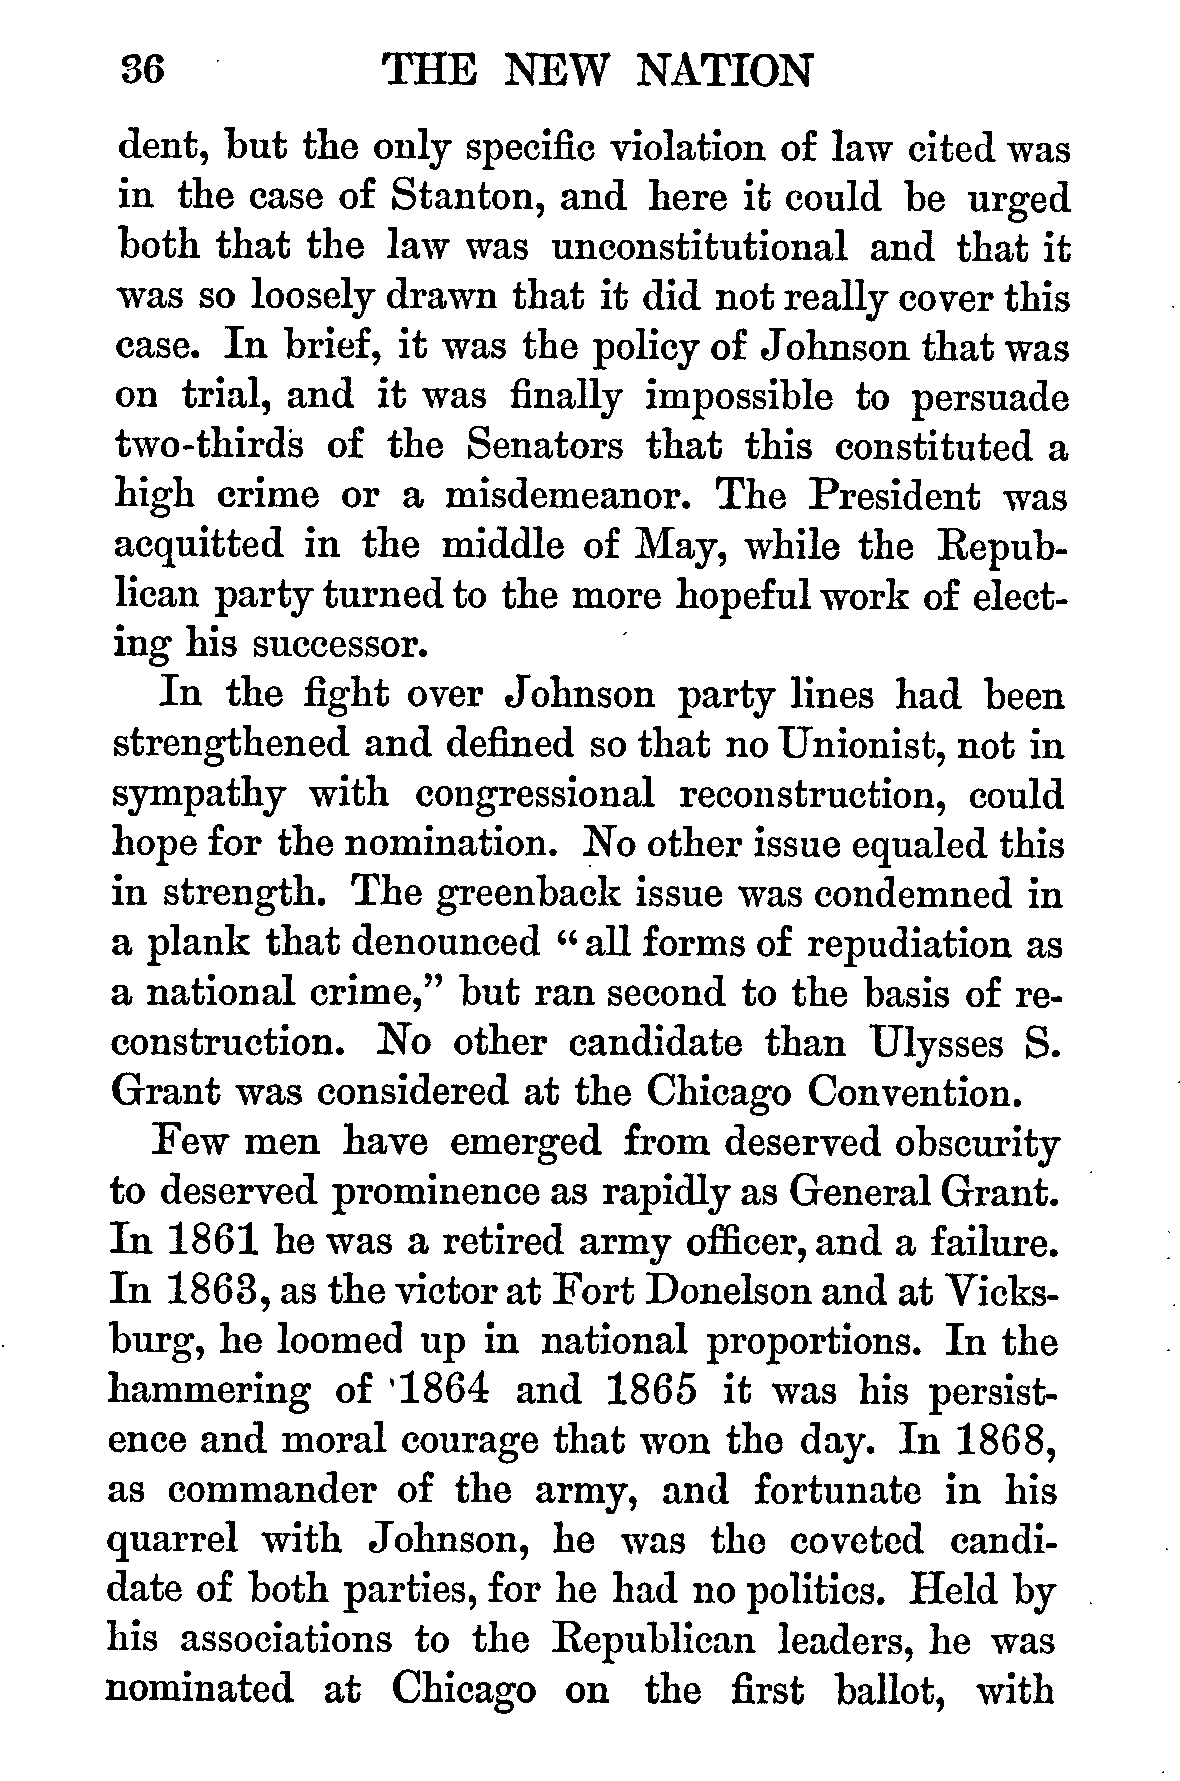 36 THE NEW NATION
dent, but the only specific violation of law cited was
in the case of Stanton, and here it could be urged
both that the law was unconstitutional and that it
was so loosely drawn that it did not really cover this
case. In brief, it was the policy of Johnson that was
on trial, and it was finally impossible to persuade
two-thirds of the Senators that this constituted a
high crime or a misdemeanor. The President was
acquitted in the middle of May, while the Repub-
lican party turned to the more hopeful work of elect-
ing his successor.
In the fight over Johnson party lines had been
strengthened and defined so that no Unionist, not in
sympathy with congressional reconstruction, could
hope for the nomination. No other issue equaled this
in strength. The greenback issue was condemned in
a plank that denounced “all forms of repudiation as
a national crime,” but ran second to the basis of re-
construction. No other candidate than Ulysses S.
Grant was considered at the Chicago Convention.
Few men have emerged from deserved obscurity
to deserved prominence as rapidly as General Grant.
In 1861 he was a retired army officer, and a failure.
In 1863, as the victor at Fort Donelson and at Vicks-
burg, he loomed up in national proportions. In the
hammering of 1864 and 1865 it was his persist-
ence and moral courage that won the day. In 1868,
as commander of the army, and fortunate in his
quarrel with Johnson, he was the coveted candi-
date of both parties, for he had no politics. Held by
his associations to the Republican leaders, he was
nominated at Chicago on the first ballot, with